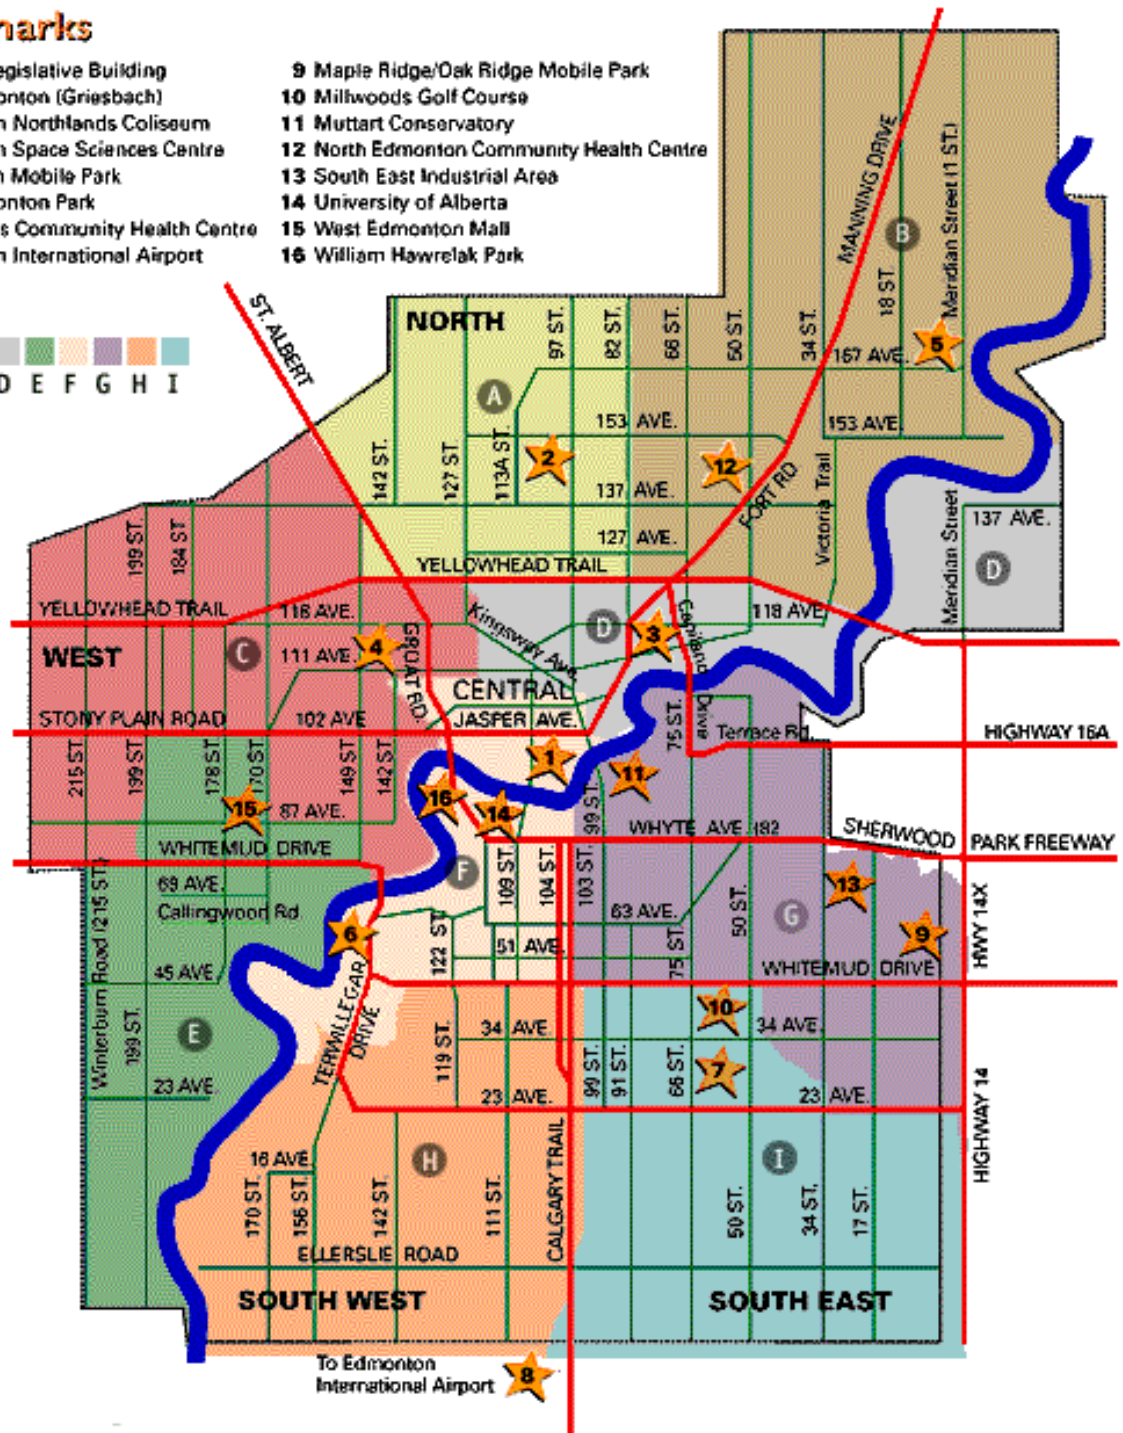 marks
egislative Building
onton (Griesbach)
n Northlands Coliseum
n Space Sciences Centre
n Mobile Park
onton Park
s Community Health Centre
n International Airport
9 Maple Ridge/Oak Ridge Mobile Park
10 Millwoods Golf Course
11 Muttart Conservatory
12 North Edmonton Community Health Centre
13 South East Industrial Area
14 University of Alberta
15 West Edmonton Mall
16 William Hawrelak Park
D E F G H I
ST. ALBERT
NORTH
97 ST.
82 ST.
66 ST.
50 ST.
34 ST.
MANNING DRIVE
18 ST.
Meridian Street (1 ST.)
B
5
167 AVE.
A
153 AVE.
153 AVE.
142 ST.
127 ST.
113A ST.
2
12
137 AVE.
FORT RD
Victoria Trail
Meridian Street
137 AVE.
199 ST.
184 ST
127 AVE.
YELLOWHEAD TRAIL
D
YELLOWHEAD TRAIL
118 AVE.
Kingsway Ave.
D
3
Capilano Drive
118 AVE.
WEST
C
111 AVE.
4
GROAT RD.
CENTRAL
STONY PLAIN ROAD
102 AVE
JASPER AVE.
75 ST.
Terrace Rd.
HIGHWAY 16A
215 ST.
199 ST.
178 ST.
170 ST.
149 ST.
142 ST.
1
11
16
15
87 AVE.
14
99 ST.
WHYTE AVE (82
SHERWOOD PARK FREEWAY
WHITEMUD DRIVE
69 AVE.
Callingwood Rd.
F
109 ST.
104 ST.
103 ST.
63 AVE.
50 ST.
G
13
9
HWY 14X
Winterburn Road (215 ST.)
6
122 ST.
51 AVE.
75 ST.
WHITEMUD DRIVE
45 AVE
E
199 ST.
TERWILLEGAR DRIVE
119 ST.
34 AVE.
10
34 AVE.
99 ST.
91 ST.
66 ST.
7
23 AVE.
23 AVE.
23 AVE.
HIGHWAY 14
16 AVE.
H
I
170 ST.
156 ST.
142 ST.
111 ST.
CALGARY TRAIL
50 ST.
34 ST.
17 ST.
ELLERSLIE ROAD
SOUTH WEST
SOUTH EAST
To Edmonton
International Airport
8